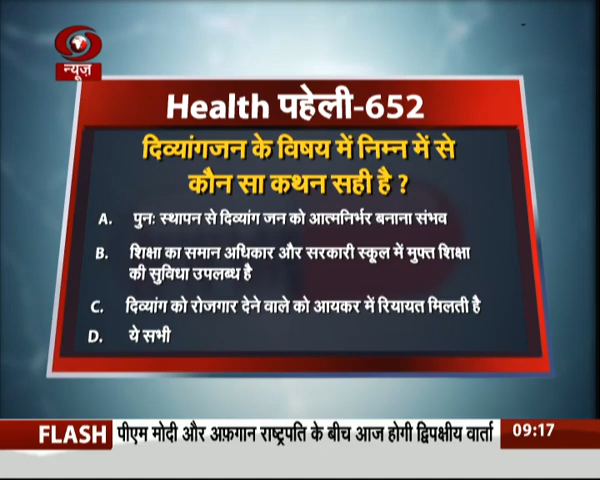 न्यूज़
Health पहेली-652
दिव्यांगजन के विषय में निम्न में से
कौन सा कथन सही है ?
A. पुनः स्थापन से दिव्यांग जन को आत्मनिर्भर बनाना संभव
B. शिक्षा का समान अधिकार और सरकारी स्कूल में मुफ्त शिक्षा
की सुविधा उपलब्ध है
C. दिव्यांग को रोजगार देने वाले को आयकर में रियायत मिलती है
D. ये सभी
FLASH पीएम मोदी और अफ़गान राष्ट्रपति के बीच आज होगी द्विपक्षीय वार्ता 09:17